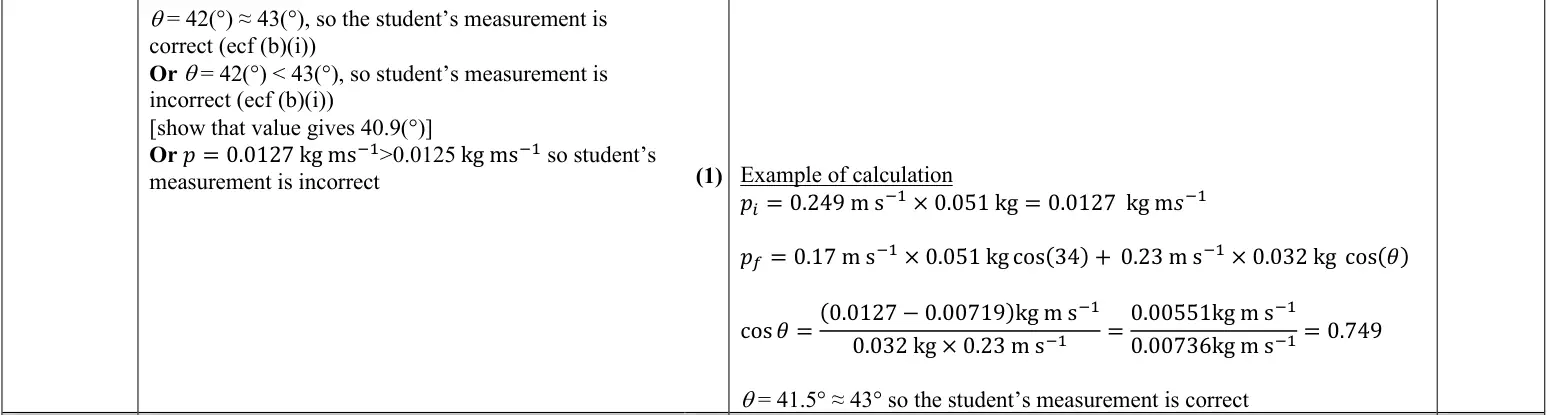 θ = 42(°) ≈ 43(°), so the student’s measurement is
correct (ecf (b)(i))
Or θ = 42(°) < 43(°), so student’s measurement is
incorrect (ecf (b)(i))
[show that value gives 40.9(°)]
Or p = 0.0127 kg ms⁻¹>0.0125 kg ms⁻¹ so student’s
measurement is incorrect
(1)
Example of calculation
pᵢ = 0.249 m s⁻¹ × 0.051 kg = 0.0127 kg ms⁻¹
p_f = 0.17 m s⁻¹ × 0.051 kg cos(34) + 0.23 m s⁻¹ × 0.032 kg cos(θ)
cos θ = (0.0127 − 0.00719)kg m s⁻¹ / 0.032 kg × 0.23 m s⁻¹ = 0.00551kg m s⁻¹ / 0.00736kg m s⁻¹ = 0.749
θ = 41.5° ≈ 43° so the student’s measurement is correct